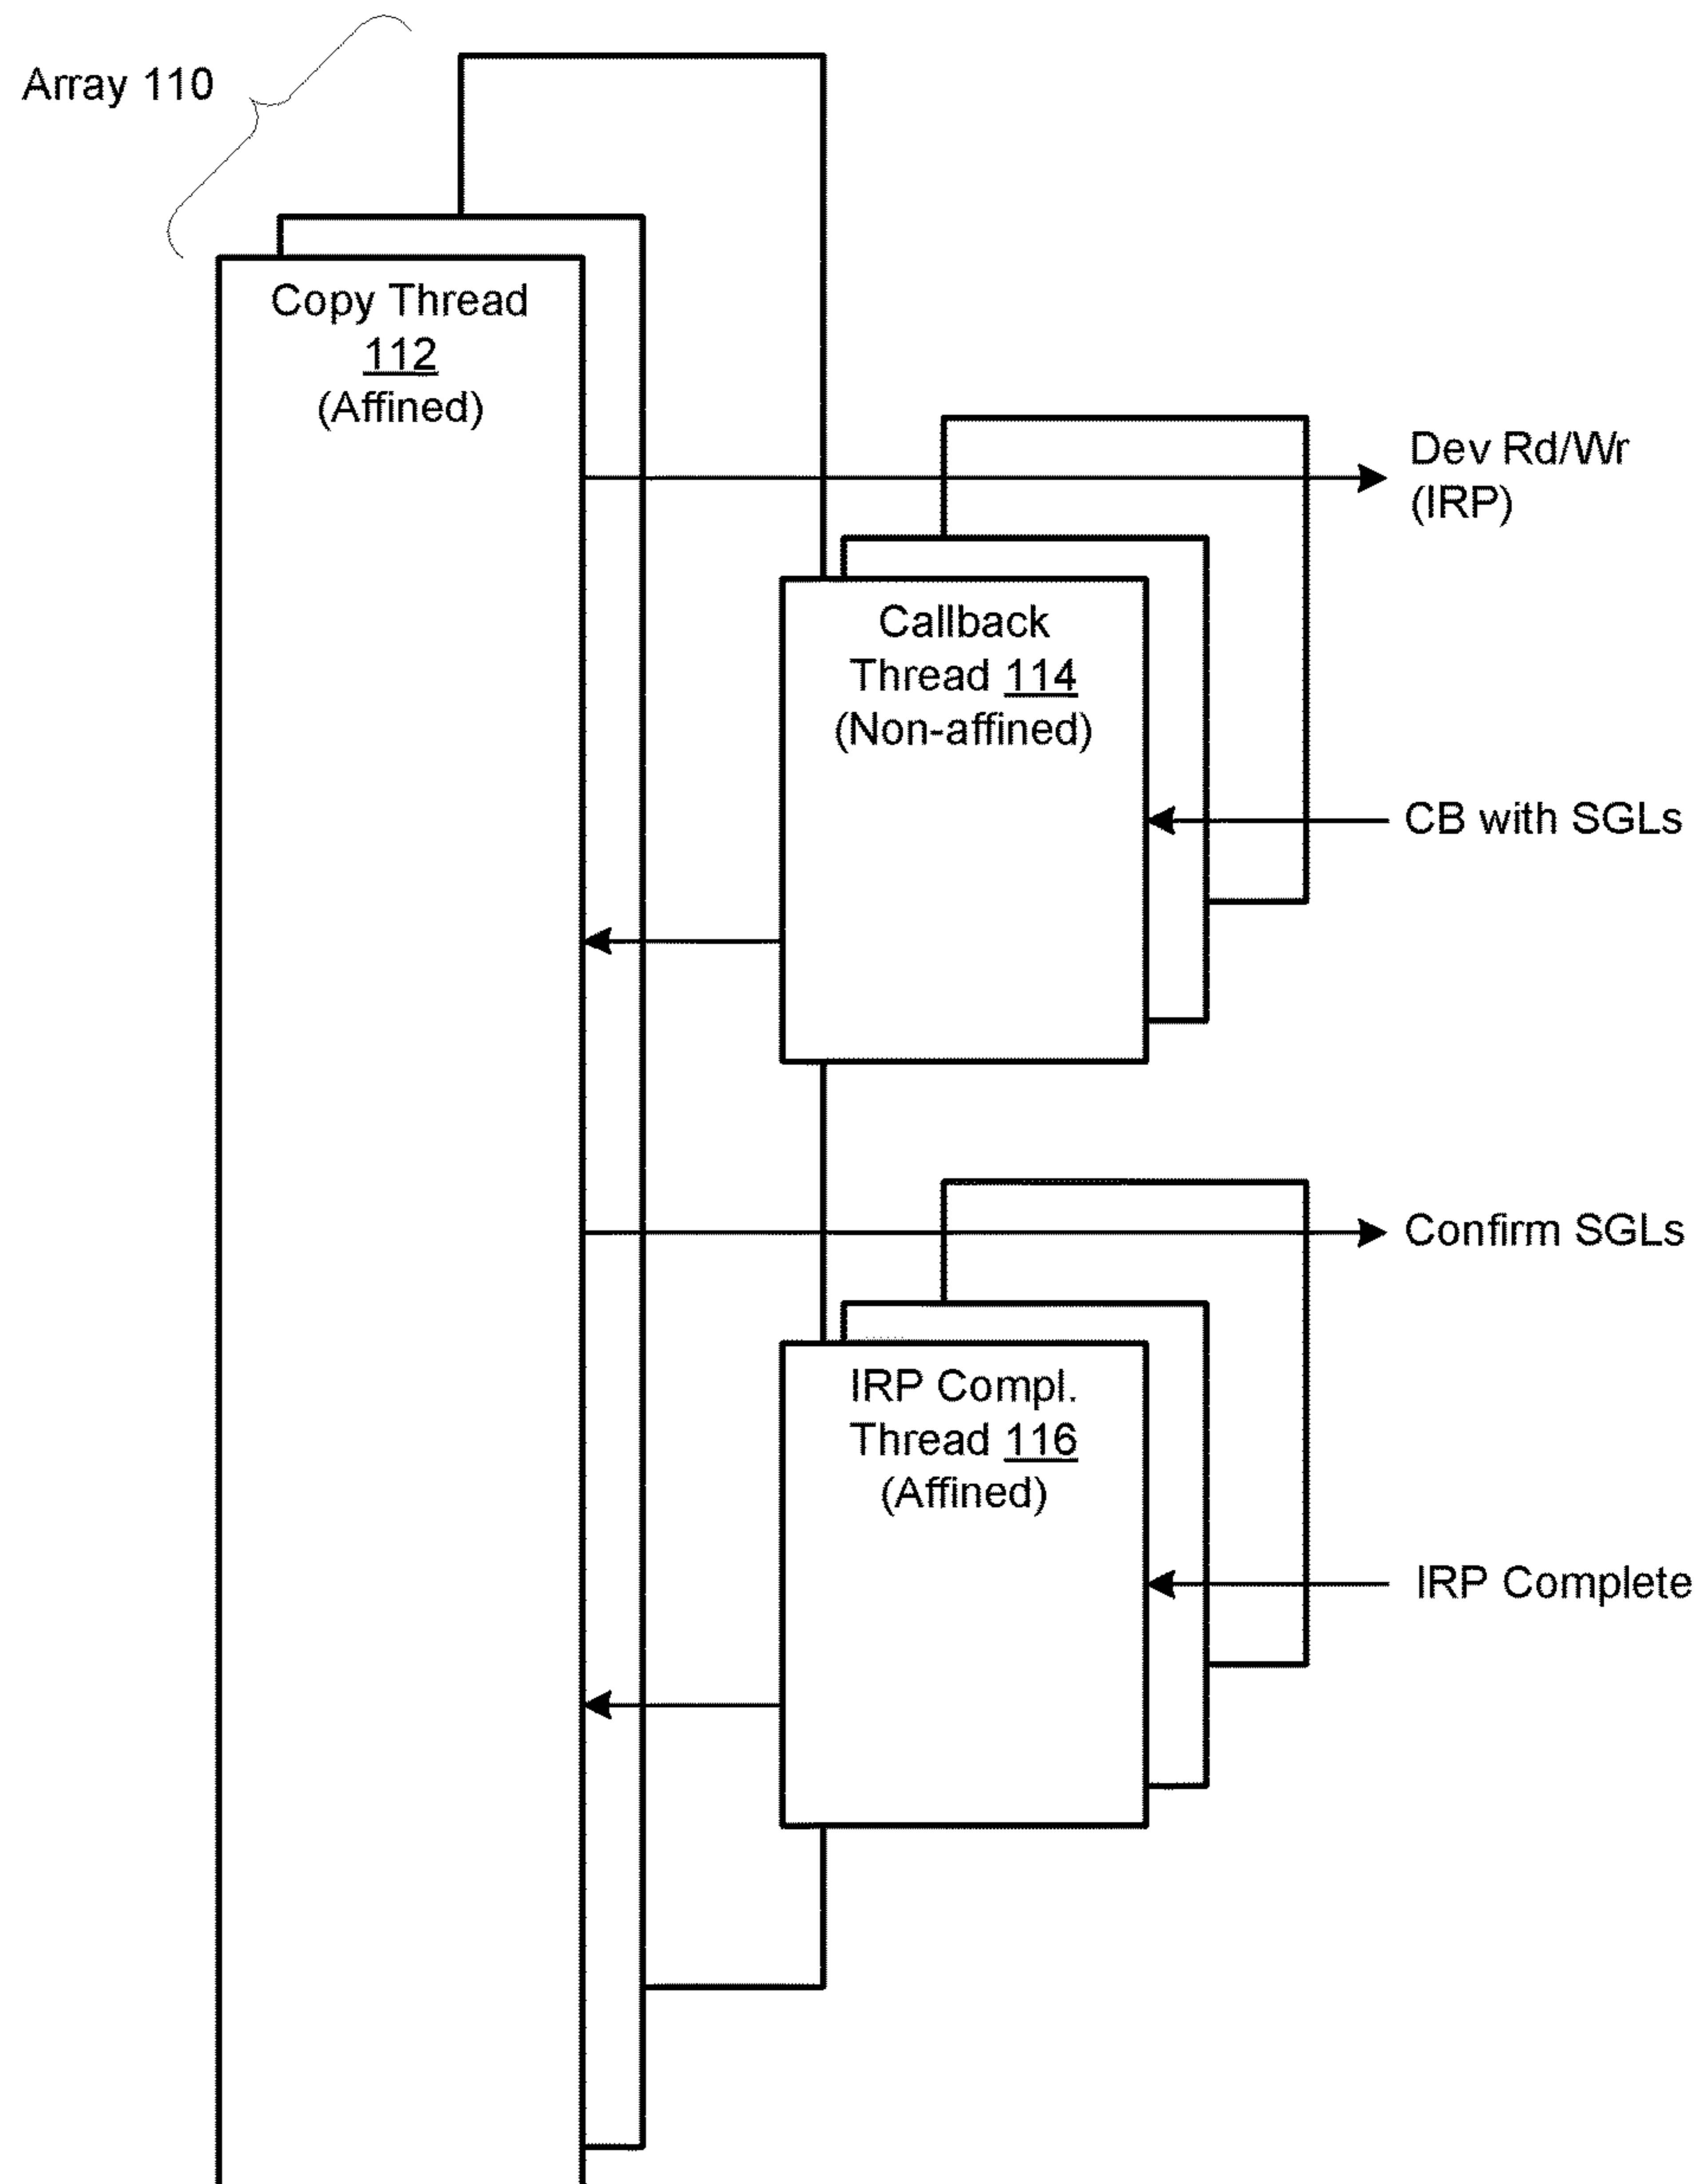 Array 110
Copy Thread
112
(Affined)
Dev Rd/Wr
(IRP)
Callback
Thread 114
(Non-affined)
CB with SGLs
Confirm SGLs
IRP Compl.
Thread 116
(Affined)
IRP Complete